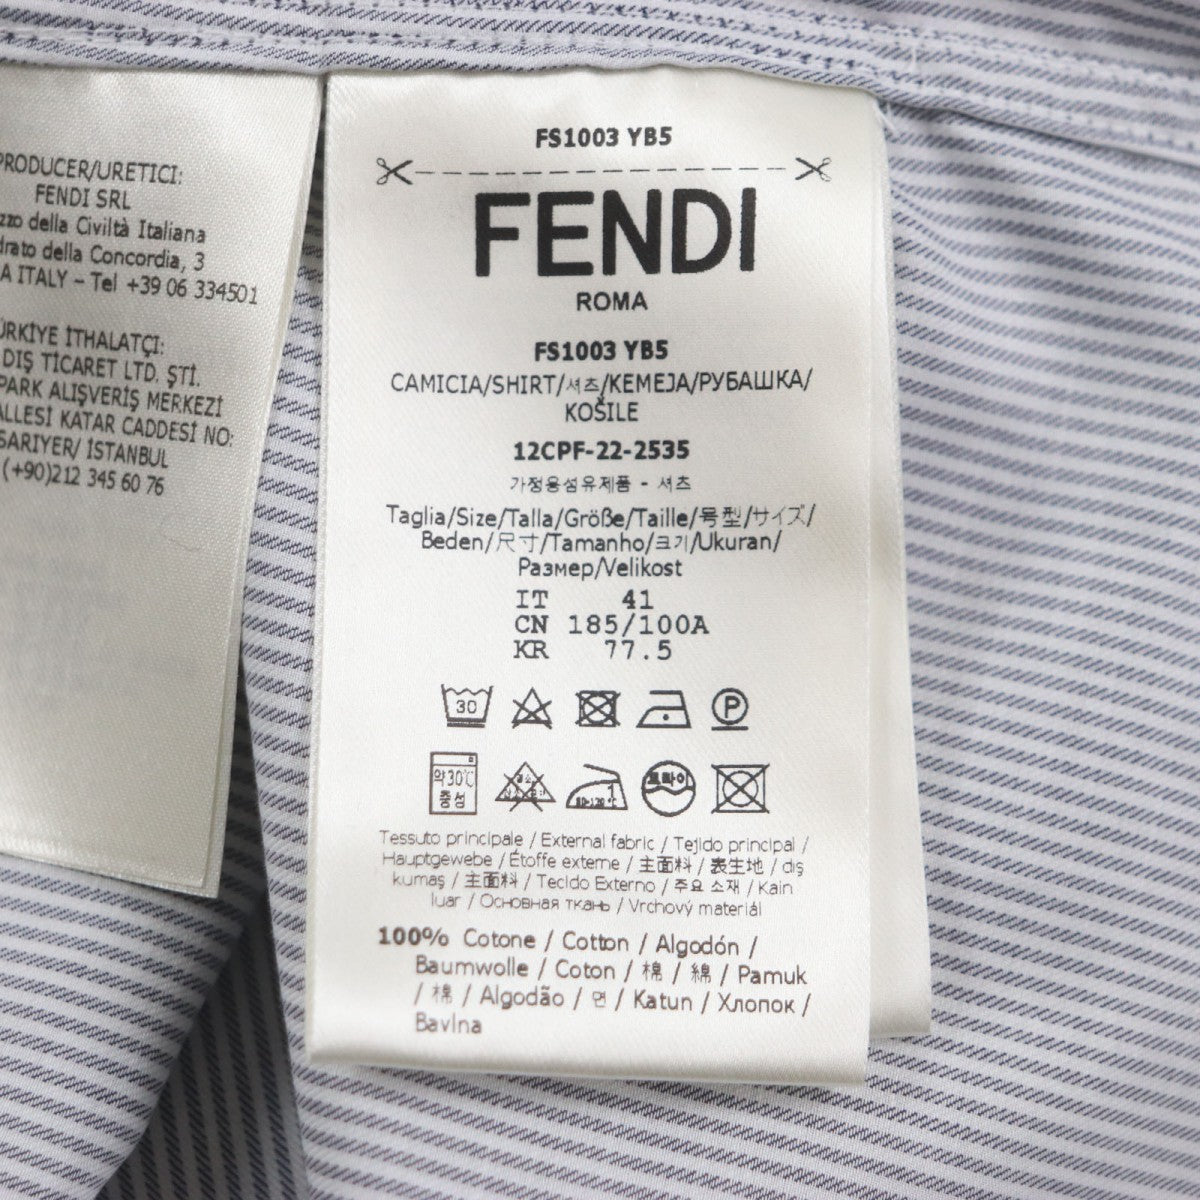 PRODUCER/URETICI:
FENDI SRL
della Civiltà Italiana
della Concordia, 3
ITALY – Tel +39 06 334501
İTHALATÇI:
DIŞ TİCARET LTD. ŞTİ.
PARK ALIŞVERİŞ MERKEZİ
KATAR CADDESİ NO:
SARIYER/ İSTANBUL
(+90)212 345 60 76
FS1003 YB5
FENDI
ROMA
FS1003 YB5
CAMICIA/SHIRT/셔츠/KEMEJA/РУБАШКА/
KOŠILE
12CPF-22-2535
가정용섬유제품 - 셔츠
Taglia/Size/Talla/Größe/Taille/号型/サイズ/
Beden/尺寸/Tamanho/크기/Ukuran/
Размер/Velikost
IT 41
CN 185/100A
KR 77.5
30 P
약30℃ 중성 드라이
Tessuto principale / External fabric / Tejido principal /
Hauptgewebe / Étoffe externe / 主面料 / 表生地 / dış
kumaş / 主面料 / Tecido Externo / 주요 소재 / Kain
luar / Основная ткань / Vrchový materiál
100% Cotone / Cotton / Algodón /
Baumwolle / Coton / 棉 / 綿 / Pamuk
/ 棉 / Algodão / 면 / Katun / Хлопок /
Bavlna